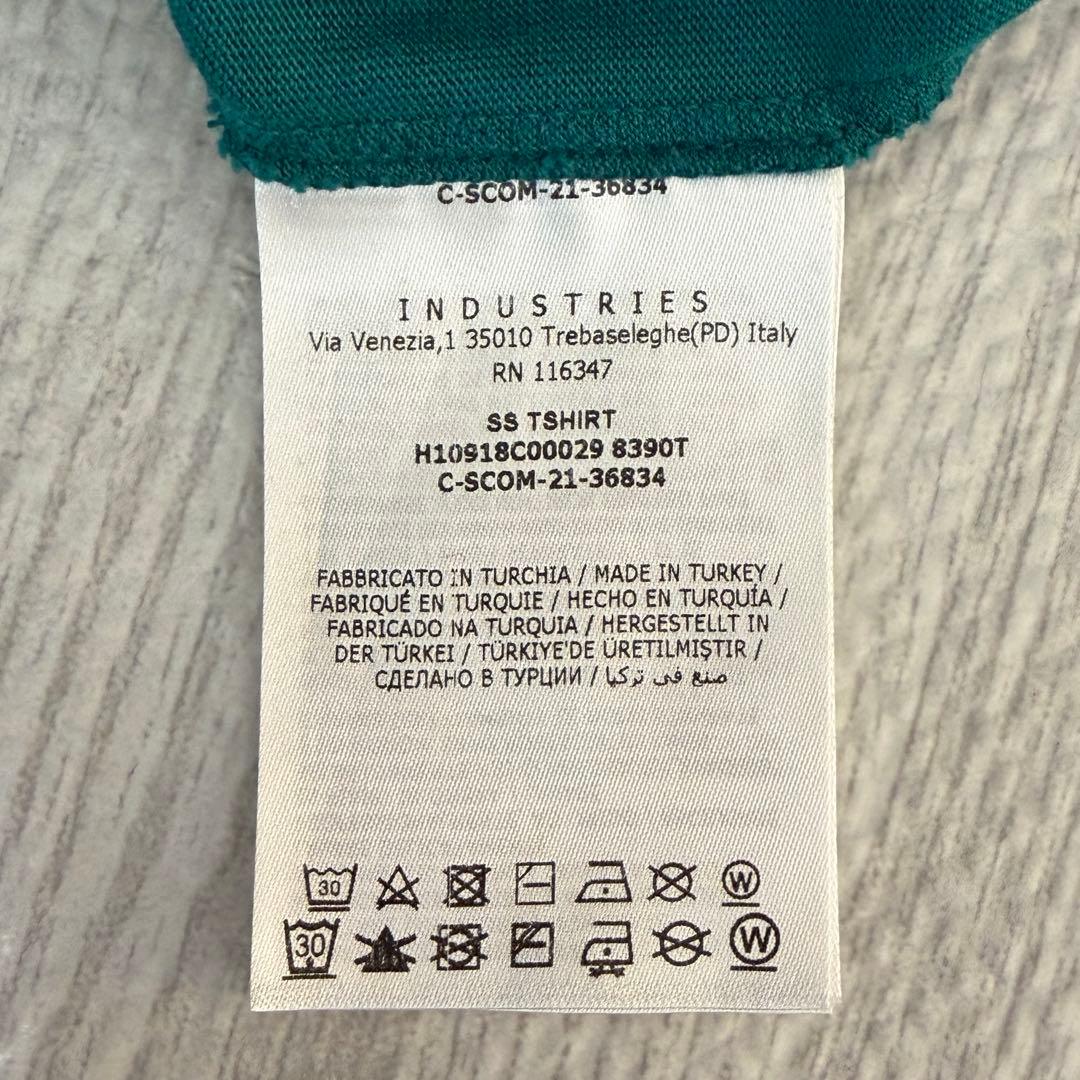 C-SCOM-21-36834
INDUSTRIES
Via Venezia,1 35010 Trebaseleghe(PD) Italy
RN 116347
SS TSHIRT
H10918C00029 8390T
C-SCOM-21-36834
FABBRICATO IN TURCHIA / MADE IN TURKEY /
FABRIQUÉ EN TURQUIE / HECHO EN TURQUÍA /
FABRICADO NA TURQUIA / HERGESTELLT IN
DER TÜRKEI / TÜRKIYE'DE ÜRETILMIŞTIR /
СДЕЛАНО В ТУРЦИИ / صنع في تركيا
30 W
30 W